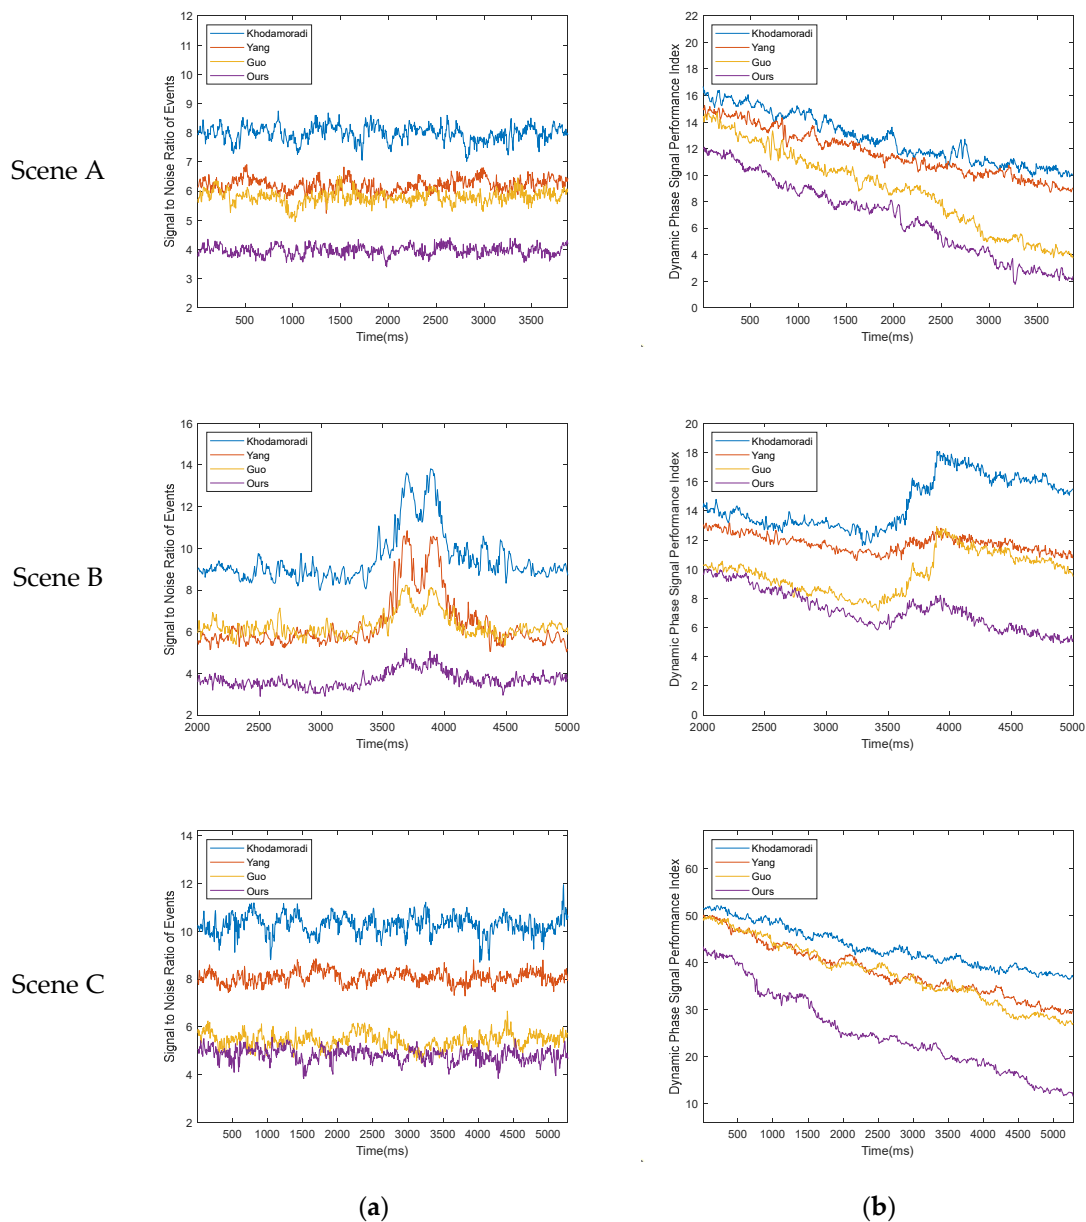 Scene A
12
11
10
9
8
7
6
5
4
3
2
Signal to Noise Ratio of Events
Khodamoradi
Yang
Guo
Ours
500 1000 1500 2000 2500 3000 3500
Time(ms)
22
20
18
16
14
12
10
8
6
4
2
0
Dynamic Phase Signal Performance Index
Khodamoradi
Yang
Guo
Ours
500 1000 1500 2000 2500 3000 3500
Time(ms)
Scene B
16
14
12
10
8
6
4
2
Signal to Noise Ratio of Events
Khodamoradi
Yang
Guo
Ours
2000 2500 3000 3500 4000 4500 5000
Time(ms)
20
18
16
14
12
10
8
6
4
2
0
Dynamic Phase Signal Performance Index
Khodamoradi
Yang
Guo
Ours
2000 2500 3000 3500 4000 4500 5000
Time(ms)
Scene C
14
12
10
8
6
4
2
Signal to Noise Ratio of Events
Khodamoradi
Yang
Guo
Ours
500 1000 1500 2000 2500 3000 3500 4000 4500 5000
Time(ms)
60
50
40
30
20
10
Dynamic Phase Signal Performance Index
Khodamoradi
Yang
Guo
Ours
500 1000 1500 2000 2500 3000 3500 4000 4500 5000
Time(ms)
(a)
(b)